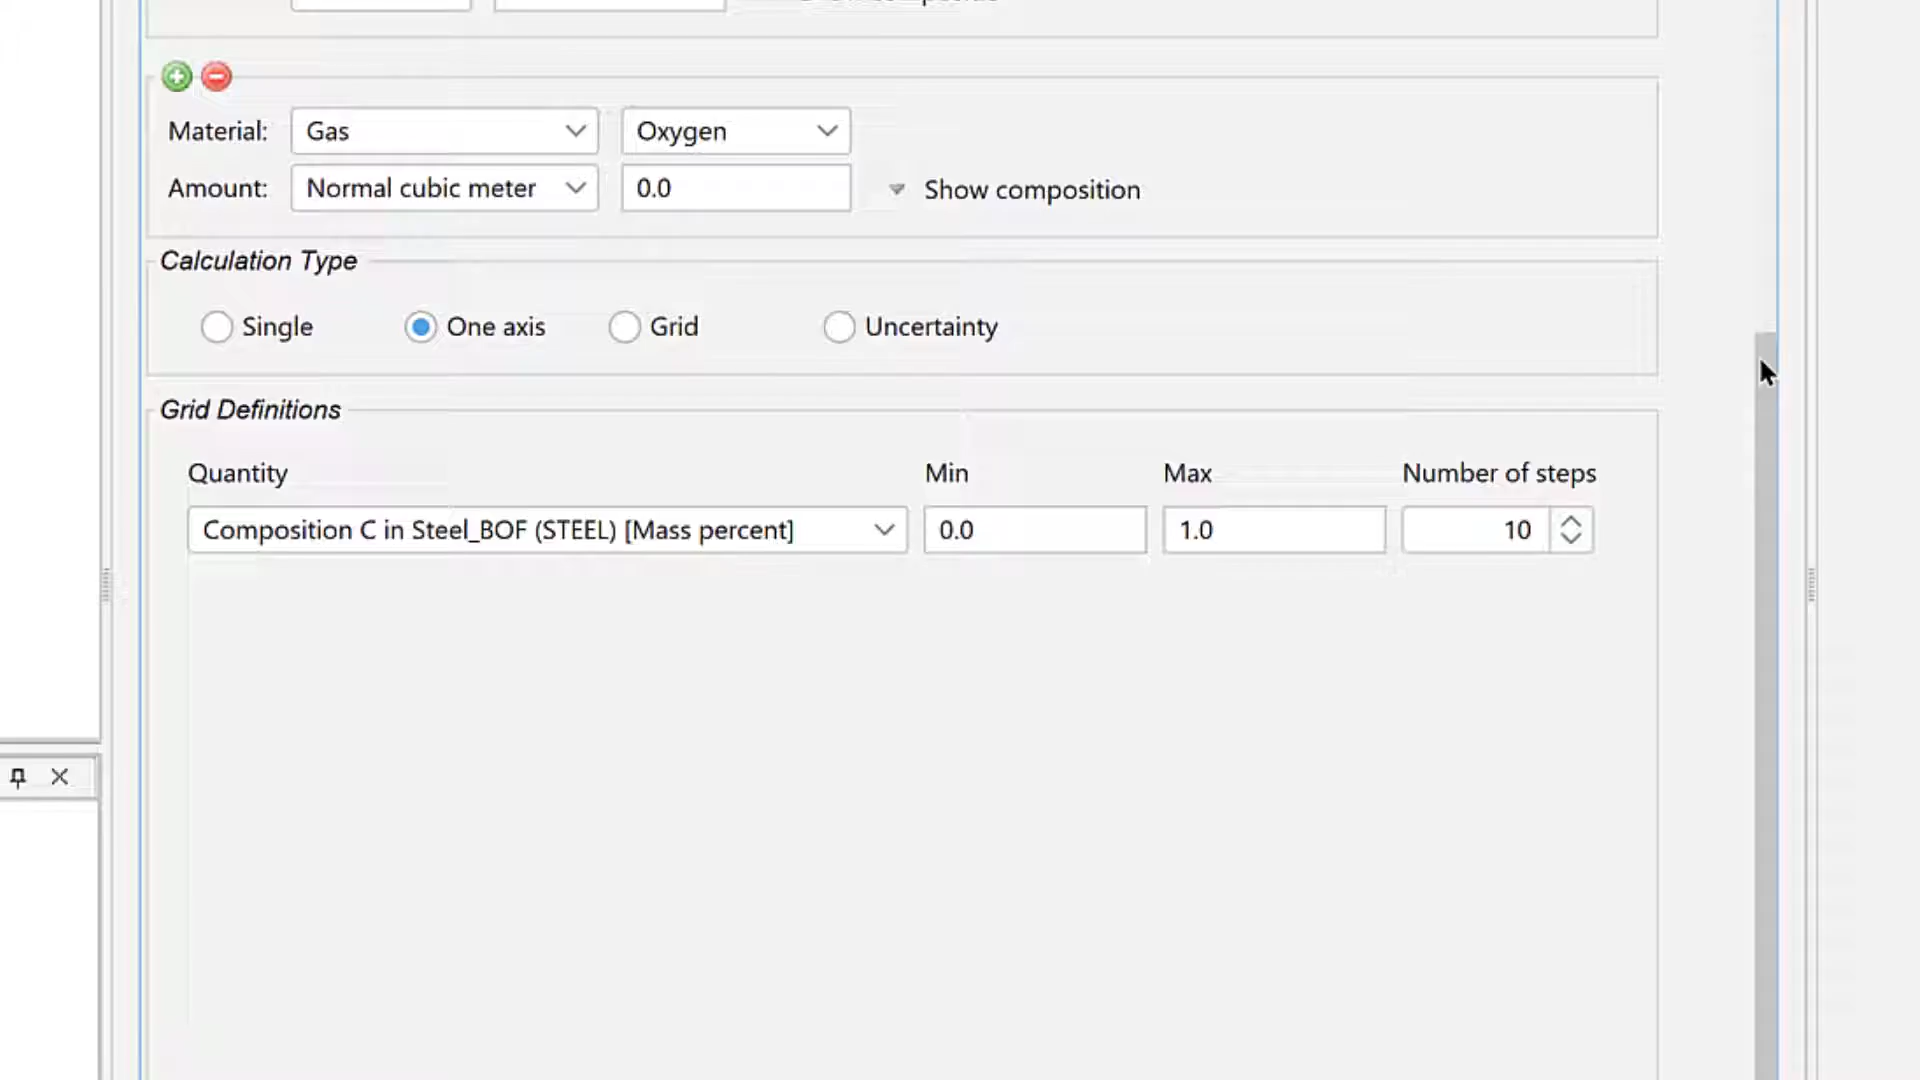 Material: Gas Oxygen
Amount: Normal cubic meter 0.0 Show composition
Calculation Type
Single One axis Grid Uncertainty
Grid Definitions
Quantity Min Max Number of steps
Composition C in Steel_BOF (STEEL) [Mass percent] 0.0 1.0 10